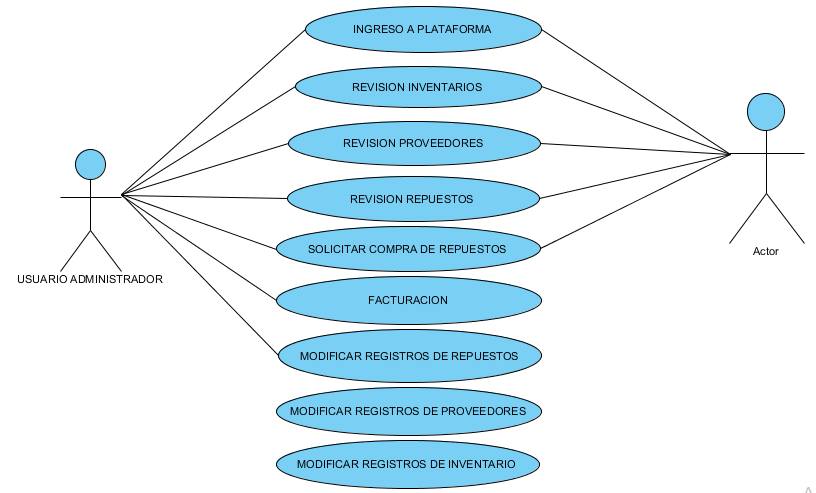 INGRESO A PLATAFORMA
REVISION INVENTARIOS
REVISION PROVEEDORES
REVISION REPUESTOS
SOLICITAR COMPRA DE REPUESTOS
FACTURACION
MODIFICAR REGISTROS DE REPUESTOS
MODIFICAR REGISTROS DE PROVEEDORES
MODIFICAR REGISTROS DE INVENTARIO
USUARIO ADMINISTRADOR
Actor